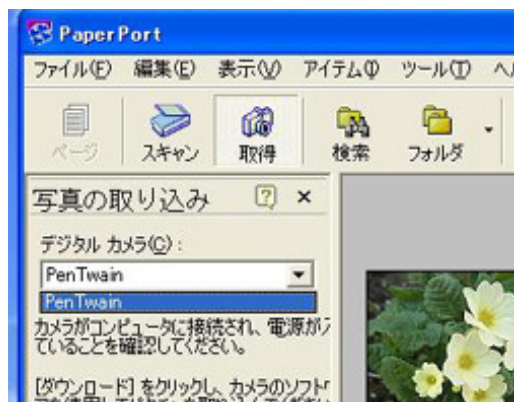 PaperPort
ファイル(F) 編集(E) 表示(V) アイテム(I) ツール(T)
ページ スキャン 取得 検索 フォルダ
写真の取り込み
デジタル カメラ(C) :
PenTwain
PenTwain
カメラがコンピュータに接続され、電源が
ていることを確認してください。
[ダウンロード] をクリックし、カメラのソフト